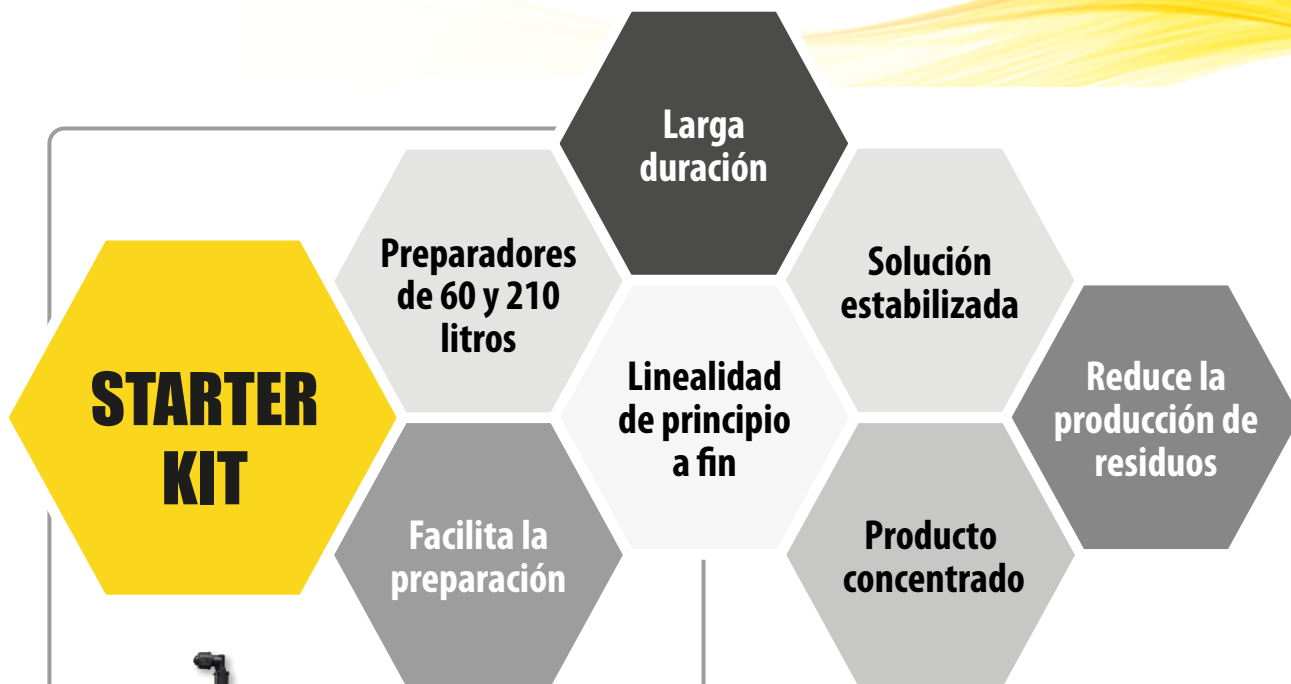 Larga
duración
Preparadores
de 60 y 210
litros
Solución
estabilizada
STARTER
KIT
Linealidad
de principio
a fin
Reduce la
producción de
residuos
Facilita la
preparación
Producto
concentrado